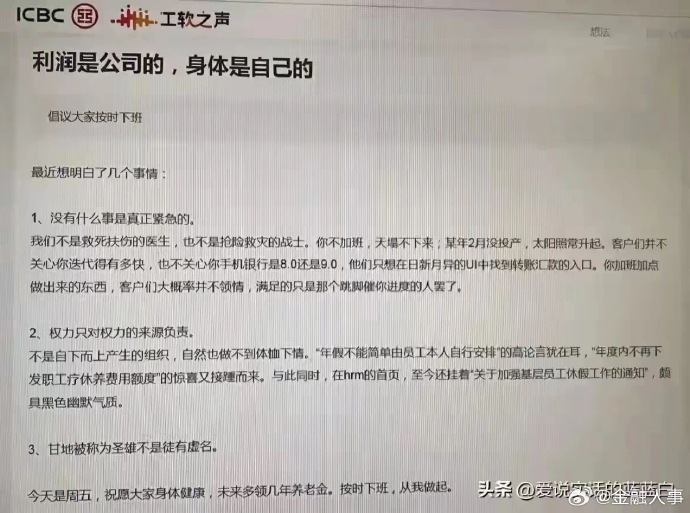 ICBC 工软之声
想法
利润是公司的，身体是自己的
倡议大家按时下班
最近想明白了几个事情：
1、没有什么事是真正紧急的。
我们不是救死扶伤的医生，也不是抢险救灾的战士。你不加班，天塌不下来；某年2月没投产，太阳照常升起。客户们并不
关心你迭代得有多快，也不关心你手机银行是8.0还是9.0，他们只想在日新月异的UI中找到转账汇款的入口。你加班加点
做出来的东西，客户们大概率并不领情，满足的只是那个跳脚催你进度的人罢了。
2、权力只对权力的来源负责。
不是自下而上产生的组织，自然也做不到体恤下情。“年假不能简单由员工本人自行安排”的高论言犹在耳，“年度内不再下
发职工疗休养费用额度”的惊喜又接踵而来。与此同时，在hrm的首页，至今还挂着“关于加强基层员工休假工作的通知”，颇
具黑色幽默气质。
3、甘地被称为圣雄不是徒有虚名。
今天是周五，祝愿大家身体健康，未来多领几年养老金。按时下班，从我做起。
头条 @爱说实话的蓝蓝白
@金融人事